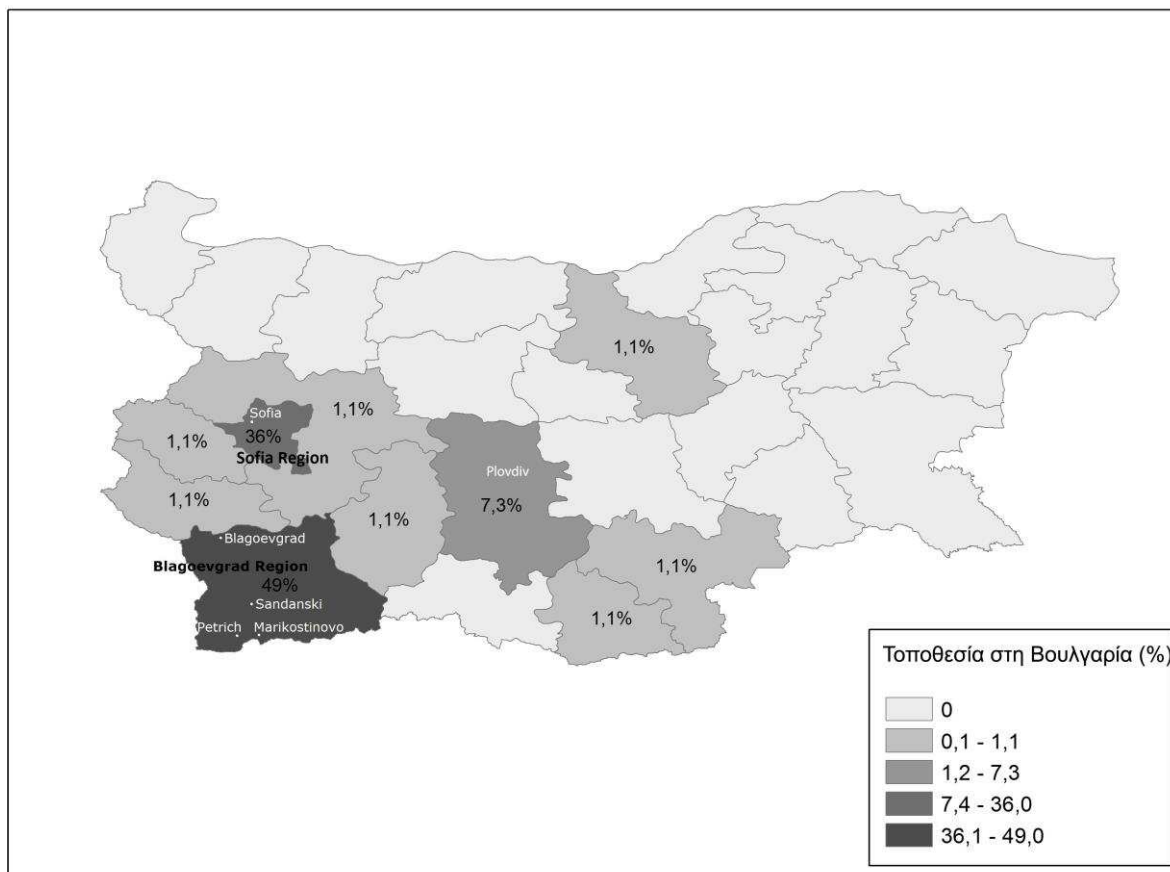 1,1%
Sofia
1,1%
36%
1,1%
Sofia Region
Plovdiv
1,1%
7,3%
1,1%
Blagoevgrad
Blagoevgrad Region
1,1%
49%
Sandanski
1,1%
Petrich
Marikostinovo
Τοποθεσία στη Βουλγαρία (%)
0
0,1 - 1,1
1,2 - 7,3
7,4 - 36,0
36,1 - 49,0